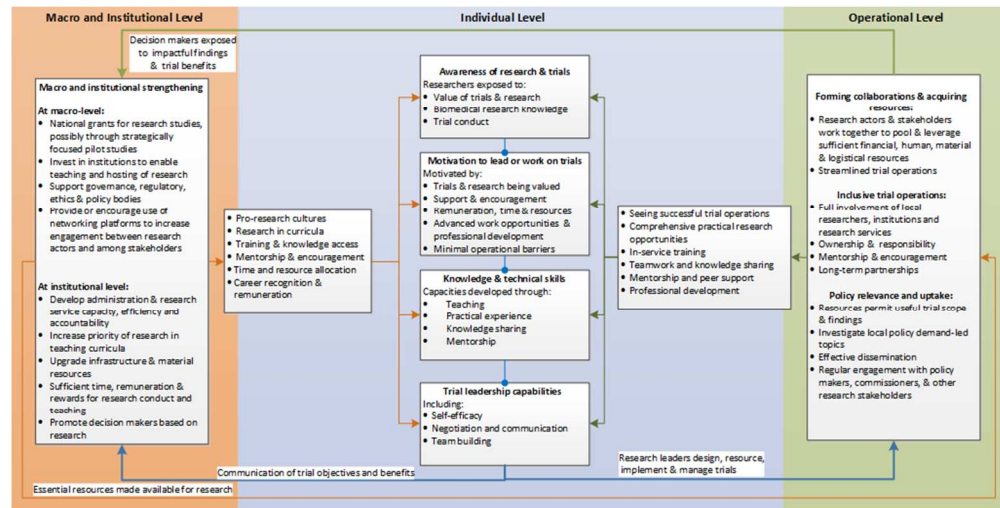 Macro and Institutional Level
Individual Level
Operational Level
Decision makers exposed
to impactful findings
& trial benefits
Macro and institutional strengthening
At macro-level:
• National grants for research studies,
possibly through strategically
focused pilot studies
• Invest in institutions to enable
teaching and hosting of research
• Support governance, regulatory,
ethics & policy bodies
• Provide or encourage use of
networking platforms to increase
engagement between research
actors and among stakeholders
At institutional level:
• Develop administration & research
service capacity, efficiency and
accountability
• Increase priority of research in
teaching curricula
• Upgrade infrastructure & material
resources
• Sufficient time, remuneration &
rewards for research conduct and
teaching
• Promote decision makers based on
research
• Pro-research cultures
• Research in curricula
• Training & knowledge access
• Mentorship & encouragement
• Time and resource allocation
• Career recognition &
remuneration
Awareness of research & trials
Researchers exposed to:
• Value of trials & research
• Biomedical research knowledge
• Trial conduct
Motivation to lead or work on trials
Motivated by:
• Trials & research being valued
• Support & encouragement
• Remuneration, time & resources
• Advanced work opportunities &
professional development
• Minimal operational barriers
Knowledge & technical skills
Capacities developed through:
• Teaching
• Practical experience
• Knowledge sharing
• Mentorship
Trial leadership capabilities
Including:
• Self-efficacy
• Negotiation and communication
• Team building
• Seeing successful trial operations
• Comprehensive practical research
opportunities
• In-service training
• Teamwork and knowledge sharing
• Mentorship and peer support
• Professional development
Forming collaborations & acquiring
resources:
• Research actors & stakeholders
work together to pool & leverage
sufficient financial, human, material
& logistical resources
• Streamlined trial operations
Inclusive trial operations:
• Full involvement of local
researchers, institutions and
research services
• Ownership & responsibility
• Mentorship & encouragement
• Long-term partnerships
Policy relevance and uptake:
• Resources permit useful trial scope
& findings
• Investigate local policy demand-led
topics
• Effective dissemination
• Regular engagement with policy
makers, commissioners, & other
research stakeholders
Communication of trial objectives and benefits
Research leaders design, resource,
implement & manage trials
Essential resources made available for research